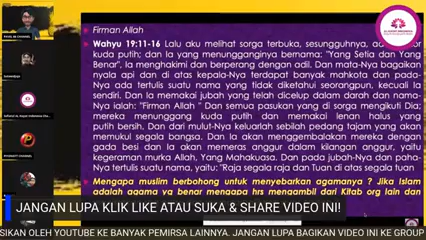 Firman Allah
Wahyu 19:11-16 Lalu aku melihat sorga terbuka, sesungguhnya, ada
kuda putih; dan Ia yang menungganginya bernama: "Yang Setia dan Yang
Benar", Ia menghakimi dan berperang dengan adil. Dan mata-Nya bagaikan
nyala api dan di atas kepala-Nya terdapat banyak mahkota dan pada-
Nya ada tertulis suatu nama yang tidak diketahui seorangpun, kecuali Ia
sendiri. Dan Ia memakai jubah yang telah dicelup dalam darah dan nama-
Nya ialah: "Firman Allah " Dan semua pasukan yang di sorga mengikuti Dia;
mereka menunggang kuda putih dan memakai lenan halus yang
putih bersih. Dan dari mulut-Nya keluarlah sebilah pedang tajam yang akan
memukul segala bangsa. Dan Ia akan menggembalakan mereka dengan
gada besi dan Ia akan memeras anggur dalam kilangan anggur, yaitu
kegeraman murka Allah, Yang Mahakuasa. Dan pada jubah-Nya dan paha-
Nya tertulis suatu nama, yaitu: "Raja segala raja dan Tuan di atas segala tuan
Mengapa muslim berbohong untuk menyebarkan agamanya ? Jika Islam
adalah agama yg benar mengapa hrs mengambil dari Kitab org lain dan
JANGAN LUPA KLIK LIKE ATAU SUKA & SHARE VIDEO INI!
SIKAN OLEH YOUTUBE KE BANYAK PEMIRSA LAINNYA. JANGAN LUPA BAGIKAN VIDEO INI KE GROUP